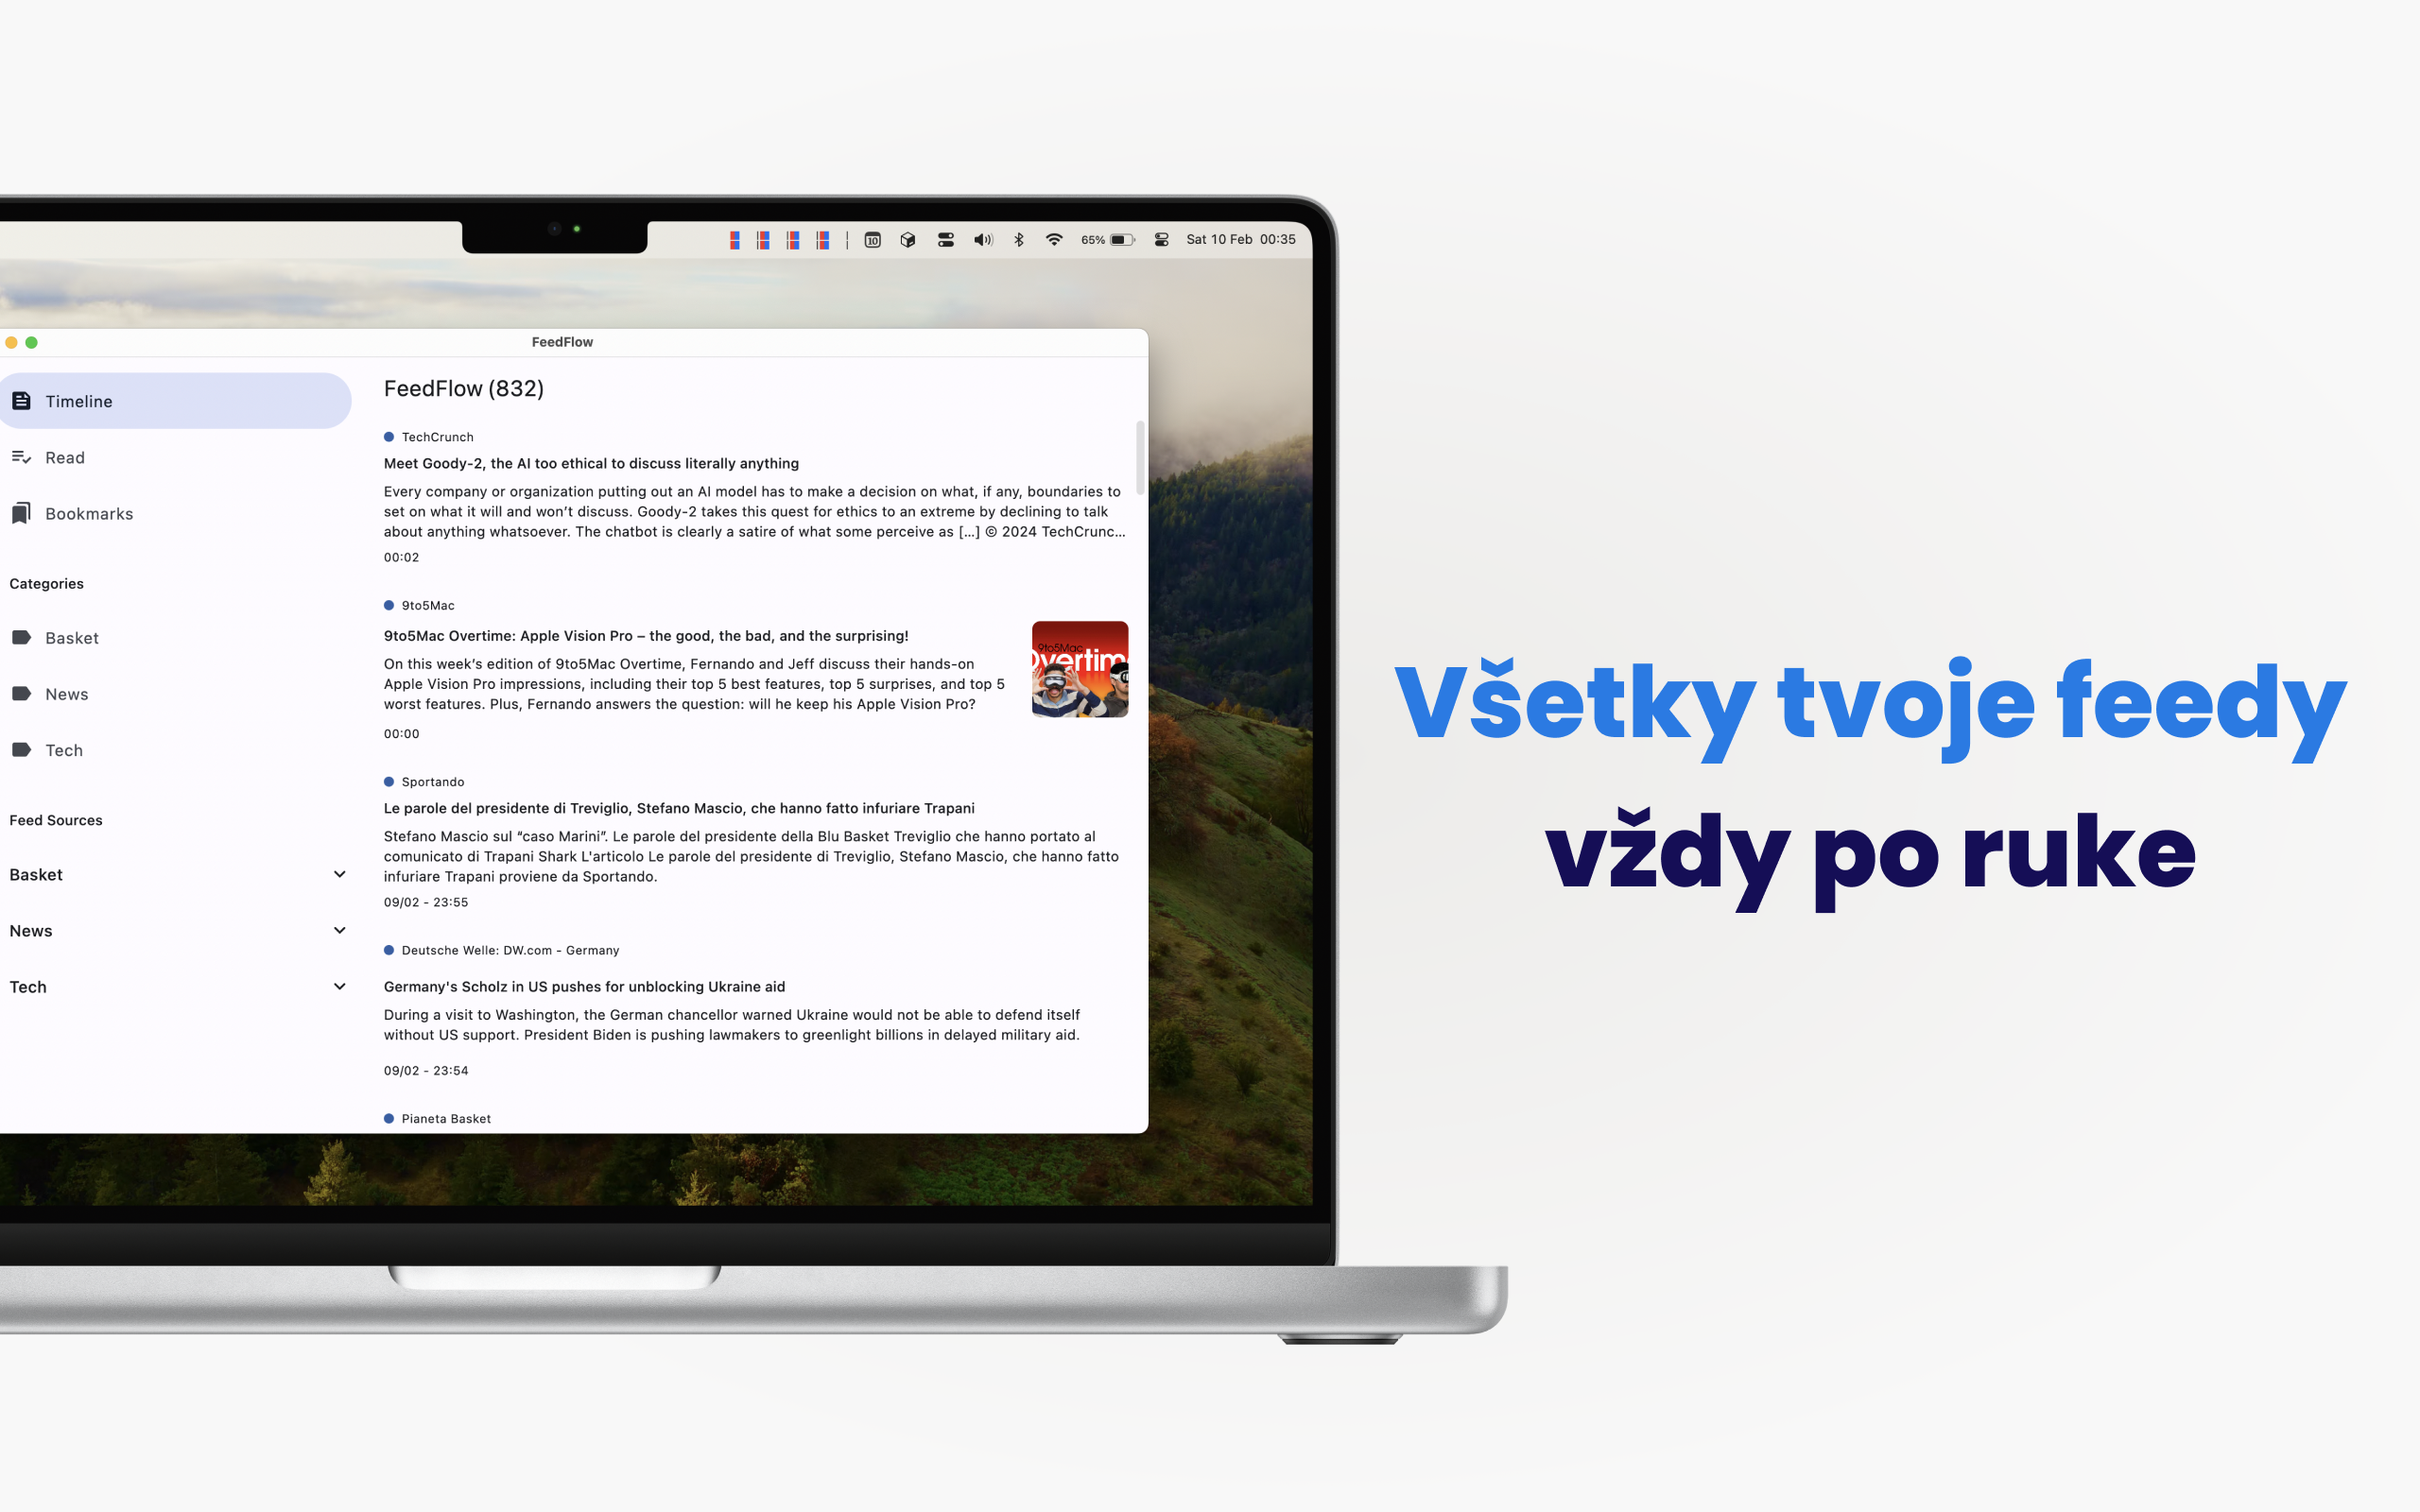 10
65%
Sat 10 Feb 00:35
FeedFlow
Timeline
Read
Bookmarks
Categories
Basket
News
Tech
Feed Sources
Basket
News
Tech
FeedFlow (832)
TechCrunch
Meet Goody-2, the AI too ethical to discuss literally anything
Every company or organization putting out an AI model has to make a decision on what, if any, boundaries to
set on what it will and won’t discuss. Goody-2 takes this quest for ethics to an extreme by declining to talk
about anything whatsoever. The chatbot is clearly a satire of what some perceive as [...] © 2024 TechCrunc...
00:02
9to5Mac
9to5Mac Overtime: Apple Vision Pro – the good, the bad, and the surprising!
On this week’s edition of 9to5Mac Overtime, Fernando and Jeff discuss their hands-on
Apple Vision Pro impressions, including their top 5 best features, top 5 surprises, and top 5
worst features. Plus, Fernando answers the question: will he keep his Apple Vision Pro?
9to5Mac
Overtim
00:00
Sportando
Le parole del presidente di Treviglio, Stefano Mascio, che hanno fatto infuriare Trapani
Stefano Mascio sul “caso Marini”. Le parole del presidente della Blu Basket Treviglio che hanno portato al
comunicato di Trapani Shark L'articolo Le parole del presidente di Treviglio, Stefano Mascio, che hanno fatto
infuriare Trapani proviene da Sportando.
09/02 - 23:55
Deutsche Welle: DW.com - Germany
Germany's Scholz in US pushes for unblocking Ukraine aid
During a visit to Washington, the German chancellor warned Ukraine would not be able to defend itself
without US support. President Biden is pushing lawmakers to greenlight billions in delayed military aid.
09/02 - 23:54
Pianeta Basket
Všetky tvoje feedy
vždy po ruke